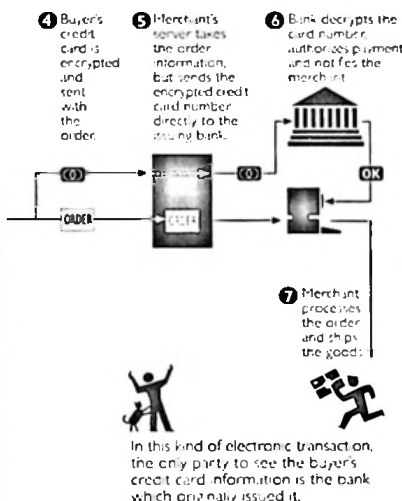 4 Buyer's
credit
card is
encrypted
and
sent
with
the
order.
5 Merchant's
server takes
the order
information,
but sends the
encrypted credit
card number
directly to the
issuing bank.
6 Bank decrypts the
card number,
authorizes payment
and notifies the
merchant.
OK
ORDER
ORDER
7 Merchant
processes
the order
and ships
the goods.
In this kind of electronic transaction,
the only party to see the buyer's
credit card information is the bank
which originally issued it.